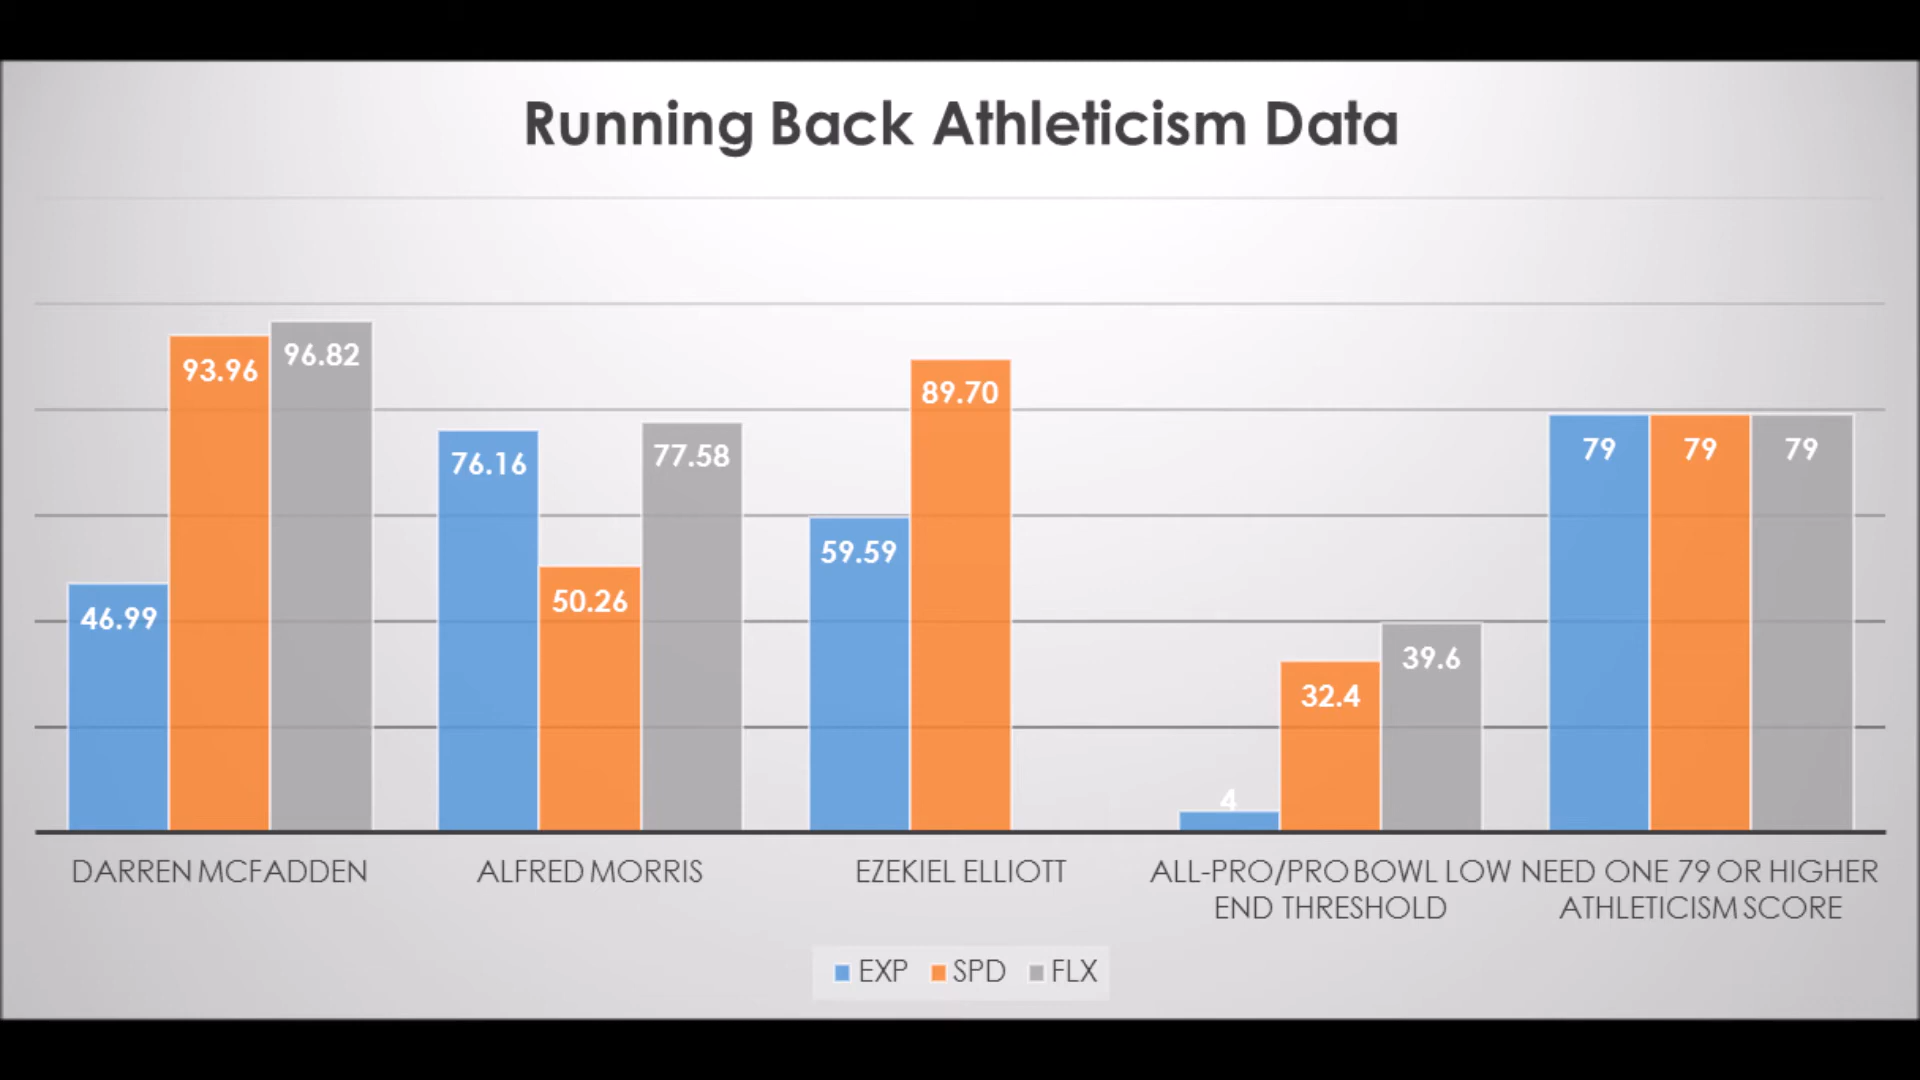 Running Back Athleticism Data
46.99
93.96
96.82
76.16
50.26
77.58
59.59
89.70
4
32.4
39.6
79
79
79
DARREN MCFADDEN
ALFRED MORRIS
EZEKIEL ELLIOTT
ALL-PRO/PRO BOWL LOW
END THRESHOLD
NEED ONE 79 OR HIGHER
ATHLETICISM SCORE
EXP SPD FLX